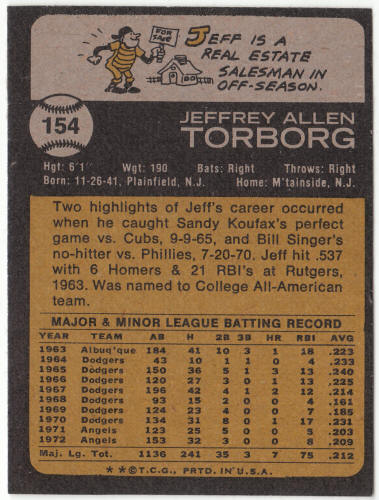 FOR SALE
JEFF IS A
REAL ESTATE
SALESMAN IN
OFF-SEASON.
154
JEFFREY ALLEN
TORBORG
Hgt: 6'1" Wgt: 190 Bats: Right Throws: Right
Born: 11-26-41, Plainfield, N.J. Home: M'tainside, N.J.
Two highlights of Jeff's career occurred
when he caught Sandy Koufax's perfect
game vs. Cubs, 9-9-65, and Bill Singer's
no-hitter vs. Phillies, 7-20-70. Jeff hit .537
with 6 Homers & 21 RBI's at Rutgers,
1963. Was named to College All-American
team.
MAJOR & MINOR LEAGUE BATTING RECORD
YEAR TEAM AB H 2B 3B HR RBI AVG
1963 Albuq'que 184 41 10 3 1 18 .223
1964 Dodgers 43 10 1 1 0 4 .233
1965 Dodgers 150 36 5 1 3 13 .240
1966 Dodgers 120 27 3 0 1 13 .225
1967 Dodgers 196 42 4 1 2 12 .214
1968 Dodgers 93 15 2 0 0 4 .161
1969 Dodgers 124 23 4 0 0 7 .185
1970 Dodgers 134 31 8 0 1 17 .231
1971 Angels 123 25 5 0 0 5 .203
1972 Angels 153 32 3 0 0 8 .209
Maj. Lg. Tot. 1136 241 35 3 7 75 .212
**©T.C.G., PRTD. IN U.S.A.